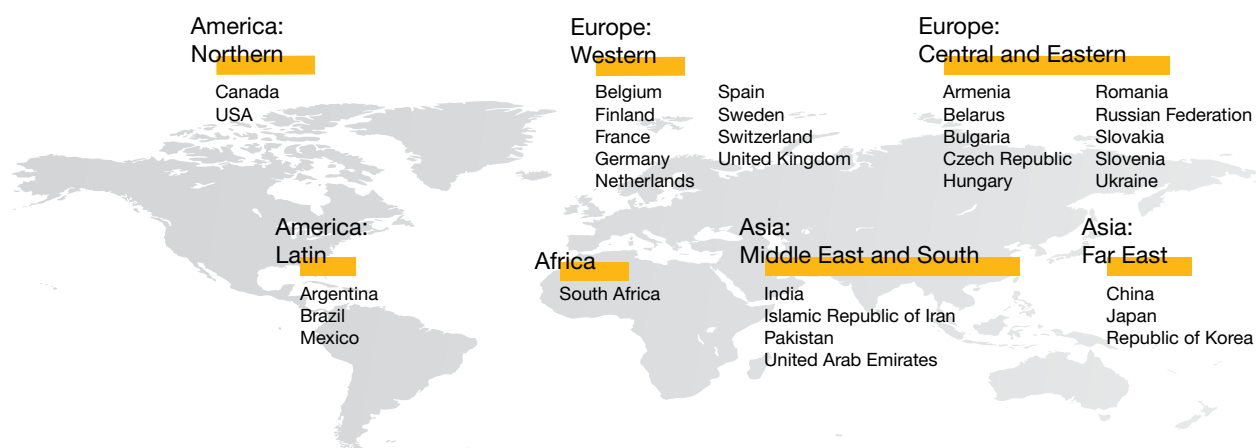 America:
Northern
Canada
USA
Europe:
Western
Belgium
Finland
France
Germany
Netherlands
Spain
Sweden
Switzerland
United Kingdom
Europe:
Central and Eastern
Armenia
Belarus
Bulgaria
Czech Republic
Hungary
Romania
Russian Federation
Slovakia
Slovenia
Ukraine
America:
Latin
Argentina
Brazil
Mexico
Africa
South Africa
Asia:
Middle East and South
India
Islamic Republic of Iran
Pakistan
United Arab Emirates
Asia:
Far East
China
Japan
Republic of Korea